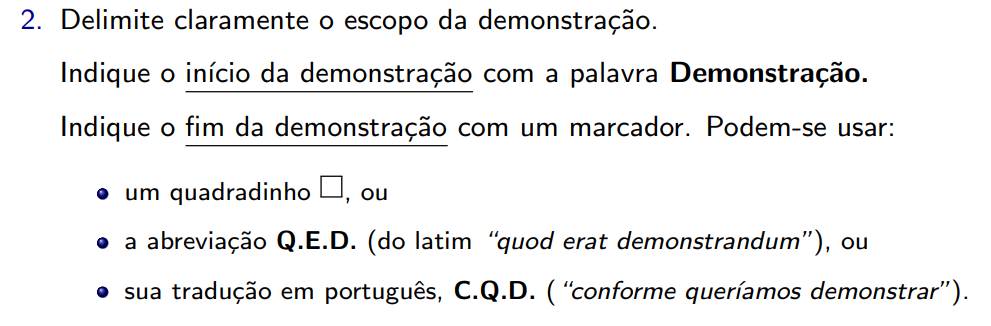 2. Delimite claramente o escopo da demonstração.
Indique o início da demonstração com a palavra Demonstração.
Indique o fim da demonstração com um marcador. Podem-se usar:
um quadradinho □, ou
a abreviação Q.E.D. (do latim “quod erat demonstrandum”), ou
sua tradução em português, C.Q.D. (“conforme queríamos demonstrar”).